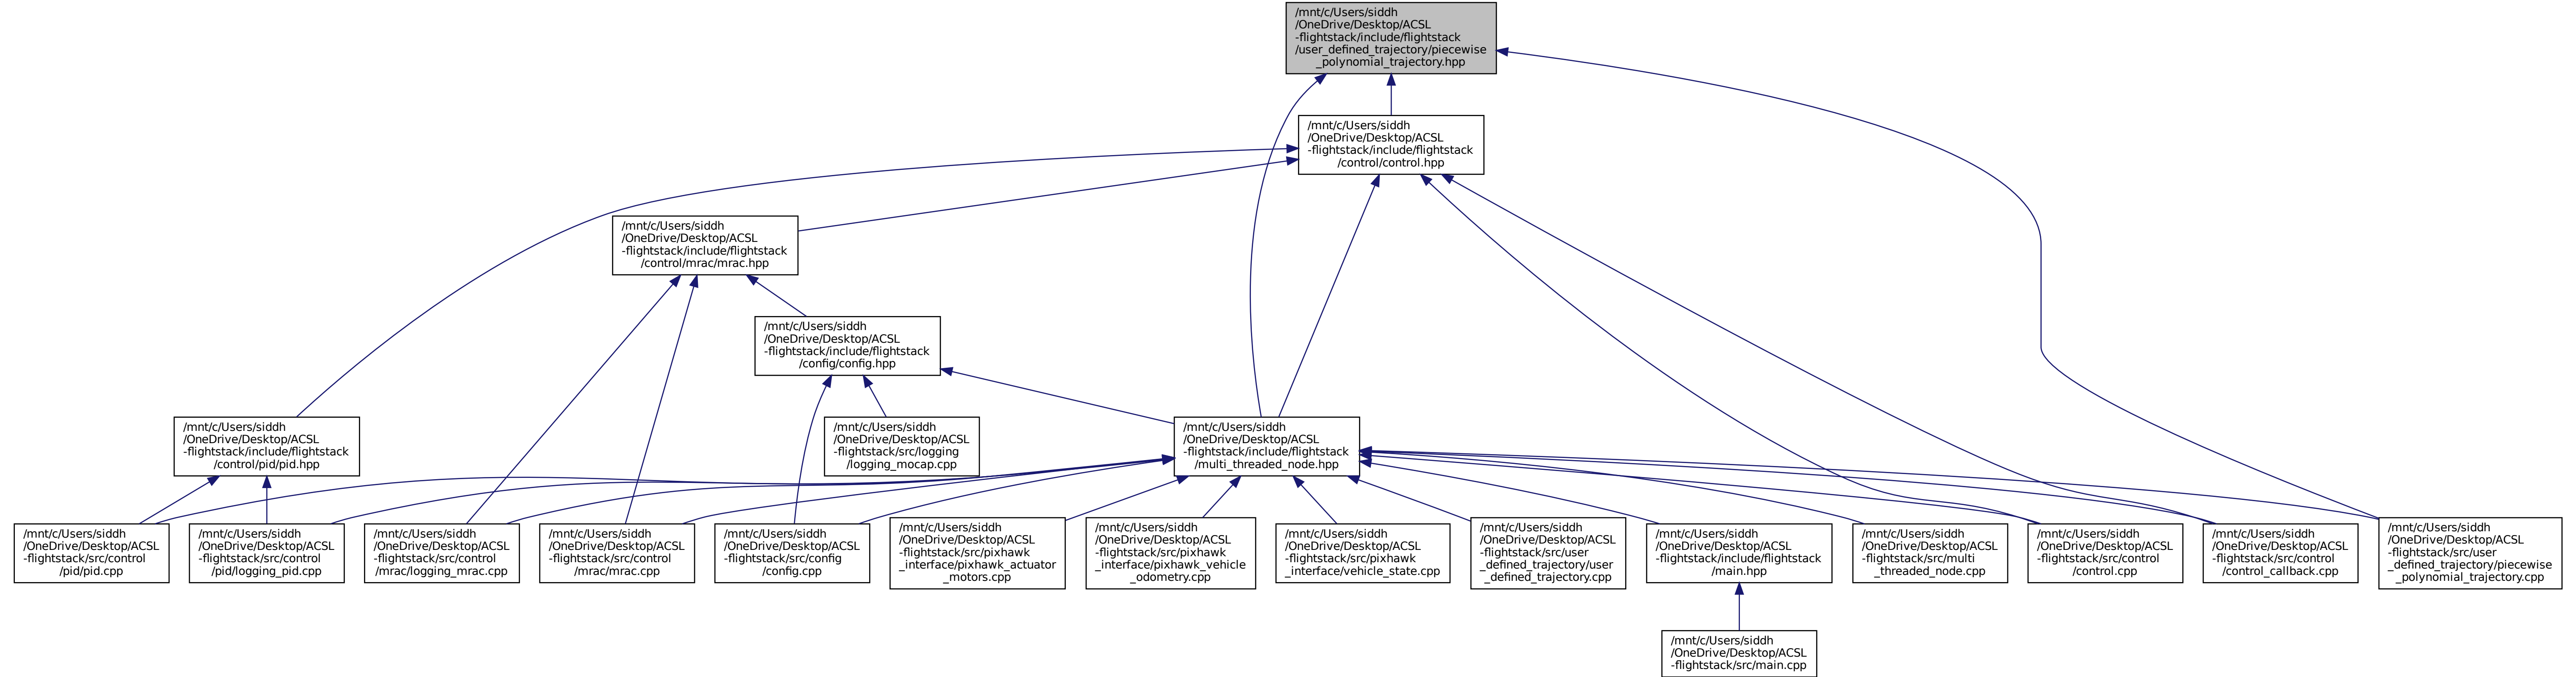 /mnt/c/Users/siddh
/OneDrive/Desktop/ACSL
-flightstack/include/flightstack
/user_defined_trajectory/piecewise
_polynomial_trajectory.hpp
/mnt/c/Users/siddh
/OneDrive/Desktop/ACSL
-flightstack/include/flightstack
/control/control.hpp
/mnt/c/Users/siddh
/OneDrive/Desktop/ACSL
-flightstack/include/flightstack
/control/mrac/mrac.hpp
/mnt/c/Users/siddh
/OneDrive/Desktop/ACSL
-flightstack/include/flightstack
/config/config.hpp
/mnt/c/Users/siddh
/OneDrive/Desktop/ACSL
-flightstack/include/flightstack
/control/pid/pid.hpp
/mnt/c/Users/siddh
/OneDrive/Desktop/ACSL
-flightstack/src/logging
/logging_mocap.cpp
/mnt/c/Users/siddh
/OneDrive/Desktop/ACSL
-flightstack/include/flightstack
/multi_threaded_node.hpp
/mnt/c/Users/siddh
/OneDrive/Desktop/ACSL
-flightstack/src/control
/pid/pid.cpp
/mnt/c/Users/siddh
/OneDrive/Desktop/ACSL
-flightstack/src/control
/pid/logging_pid.cpp
/mnt/c/Users/siddh
/OneDrive/Desktop/ACSL
-flightstack/src/control
/mrac/logging_mrac.cpp
/mnt/c/Users/siddh
/OneDrive/Desktop/ACSL
-flightstack/src/control
/mrac/mrac.cpp
/mnt/c/Users/siddh
/OneDrive/Desktop/ACSL
-flightstack/src/config
/config.cpp
/mnt/c/Users/siddh
/OneDrive/Desktop/ACSL
-flightstack/src/pixhawk
_interface/pixhawk_actuator
_motors.cpp
/mnt/c/Users/siddh
/OneDrive/Desktop/ACSL
-flightstack/src/pixhawk
_interface/pixhawk_vehicle
_odometry.cpp
/mnt/c/Users/siddh
/OneDrive/Desktop/ACSL
-flightstack/src/pixhawk
_interface/vehicle_state.cpp
/mnt/c/Users/siddh
/OneDrive/Desktop/ACSL
-flightstack/src/user
_defined_trajectory/user
_defined_trajectory.cpp
/mnt/c/Users/siddh
/OneDrive/Desktop/ACSL
-flightstack/include/flightstack
/main.hpp
/mnt/c/Users/siddh
/OneDrive/Desktop/ACSL
-flightstack/src/multi
_threaded_node.cpp
/mnt/c/Users/siddh
/OneDrive/Desktop/ACSL
-flightstack/src/control
/control.cpp
/mnt/c/Users/siddh
/OneDrive/Desktop/ACSL
-flightstack/src/control
/control_callback.cpp
/mnt/c/Users/siddh
/OneDrive/Desktop/ACSL
-flightstack/src/user
_defined_trajectory/piecewise
_polynomial_trajectory.cpp
/mnt/c/Users/siddh
/OneDrive/Desktop/ACSL
-flightstack/src/main.cpp